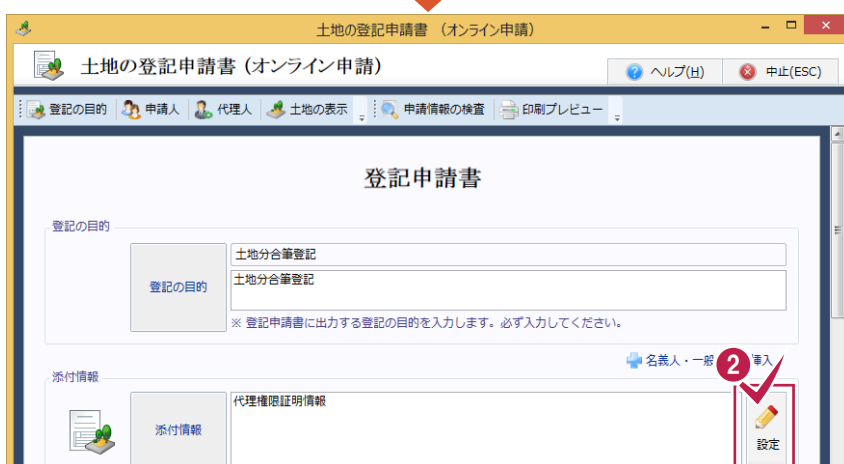 土地の登記申請書 (オンライン申請)
土地の登記申請書 (オンライン申請)
ヘルプ(H)
中止(ESC)
登記の目的
申請人
代理人
土地の表示
申請情報の検査
印刷プレビュー
登記申請書
登記の目的
登記の目的
土地分合筆登記
土地分合筆登記
※ 登記申請書に出力する登記の目的を入力します。必ず入力してください。
名義人・一般
挿入
2
添付情報
添付情報
代理権限証明情報
設定